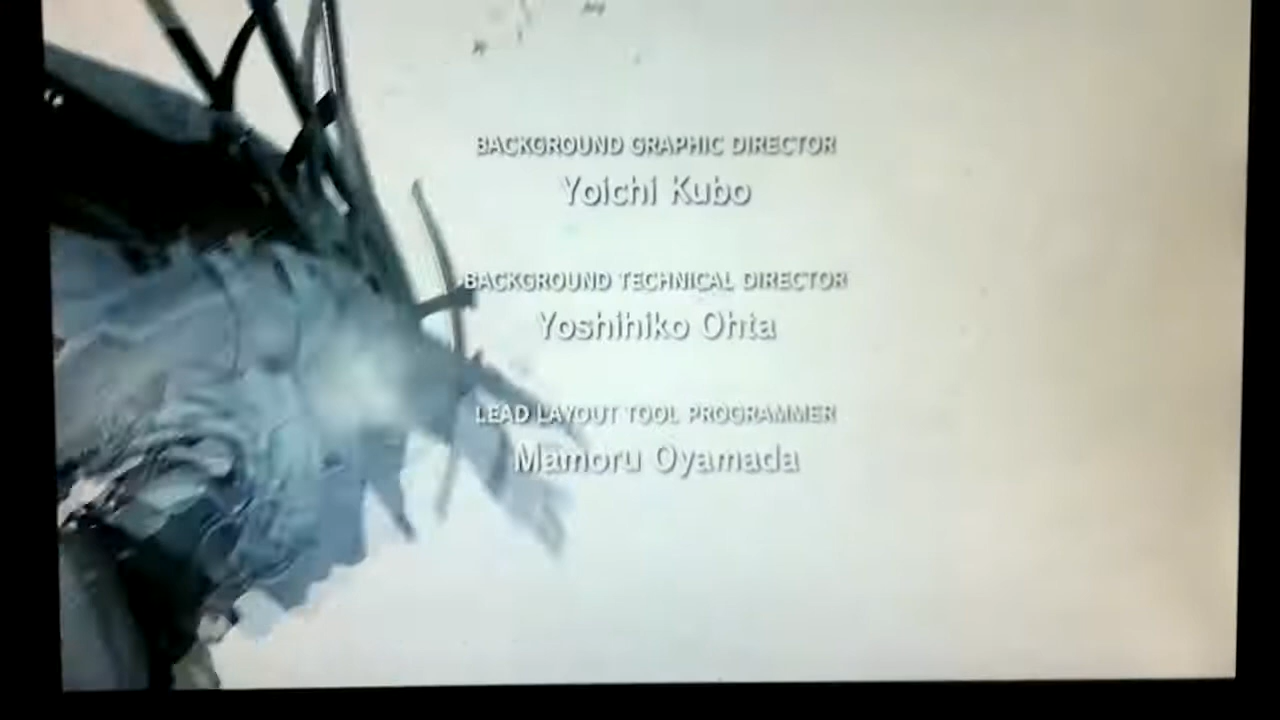 BACKGROUND GRAPHIC DIRECTOR
Yoichi Kubo
BACKGROUND TECHNICAL DIRECTOR
Yoshihiko Ohta
LEAD LAYOUT TOOL PROGRAMMER
Mamoru Oyamada